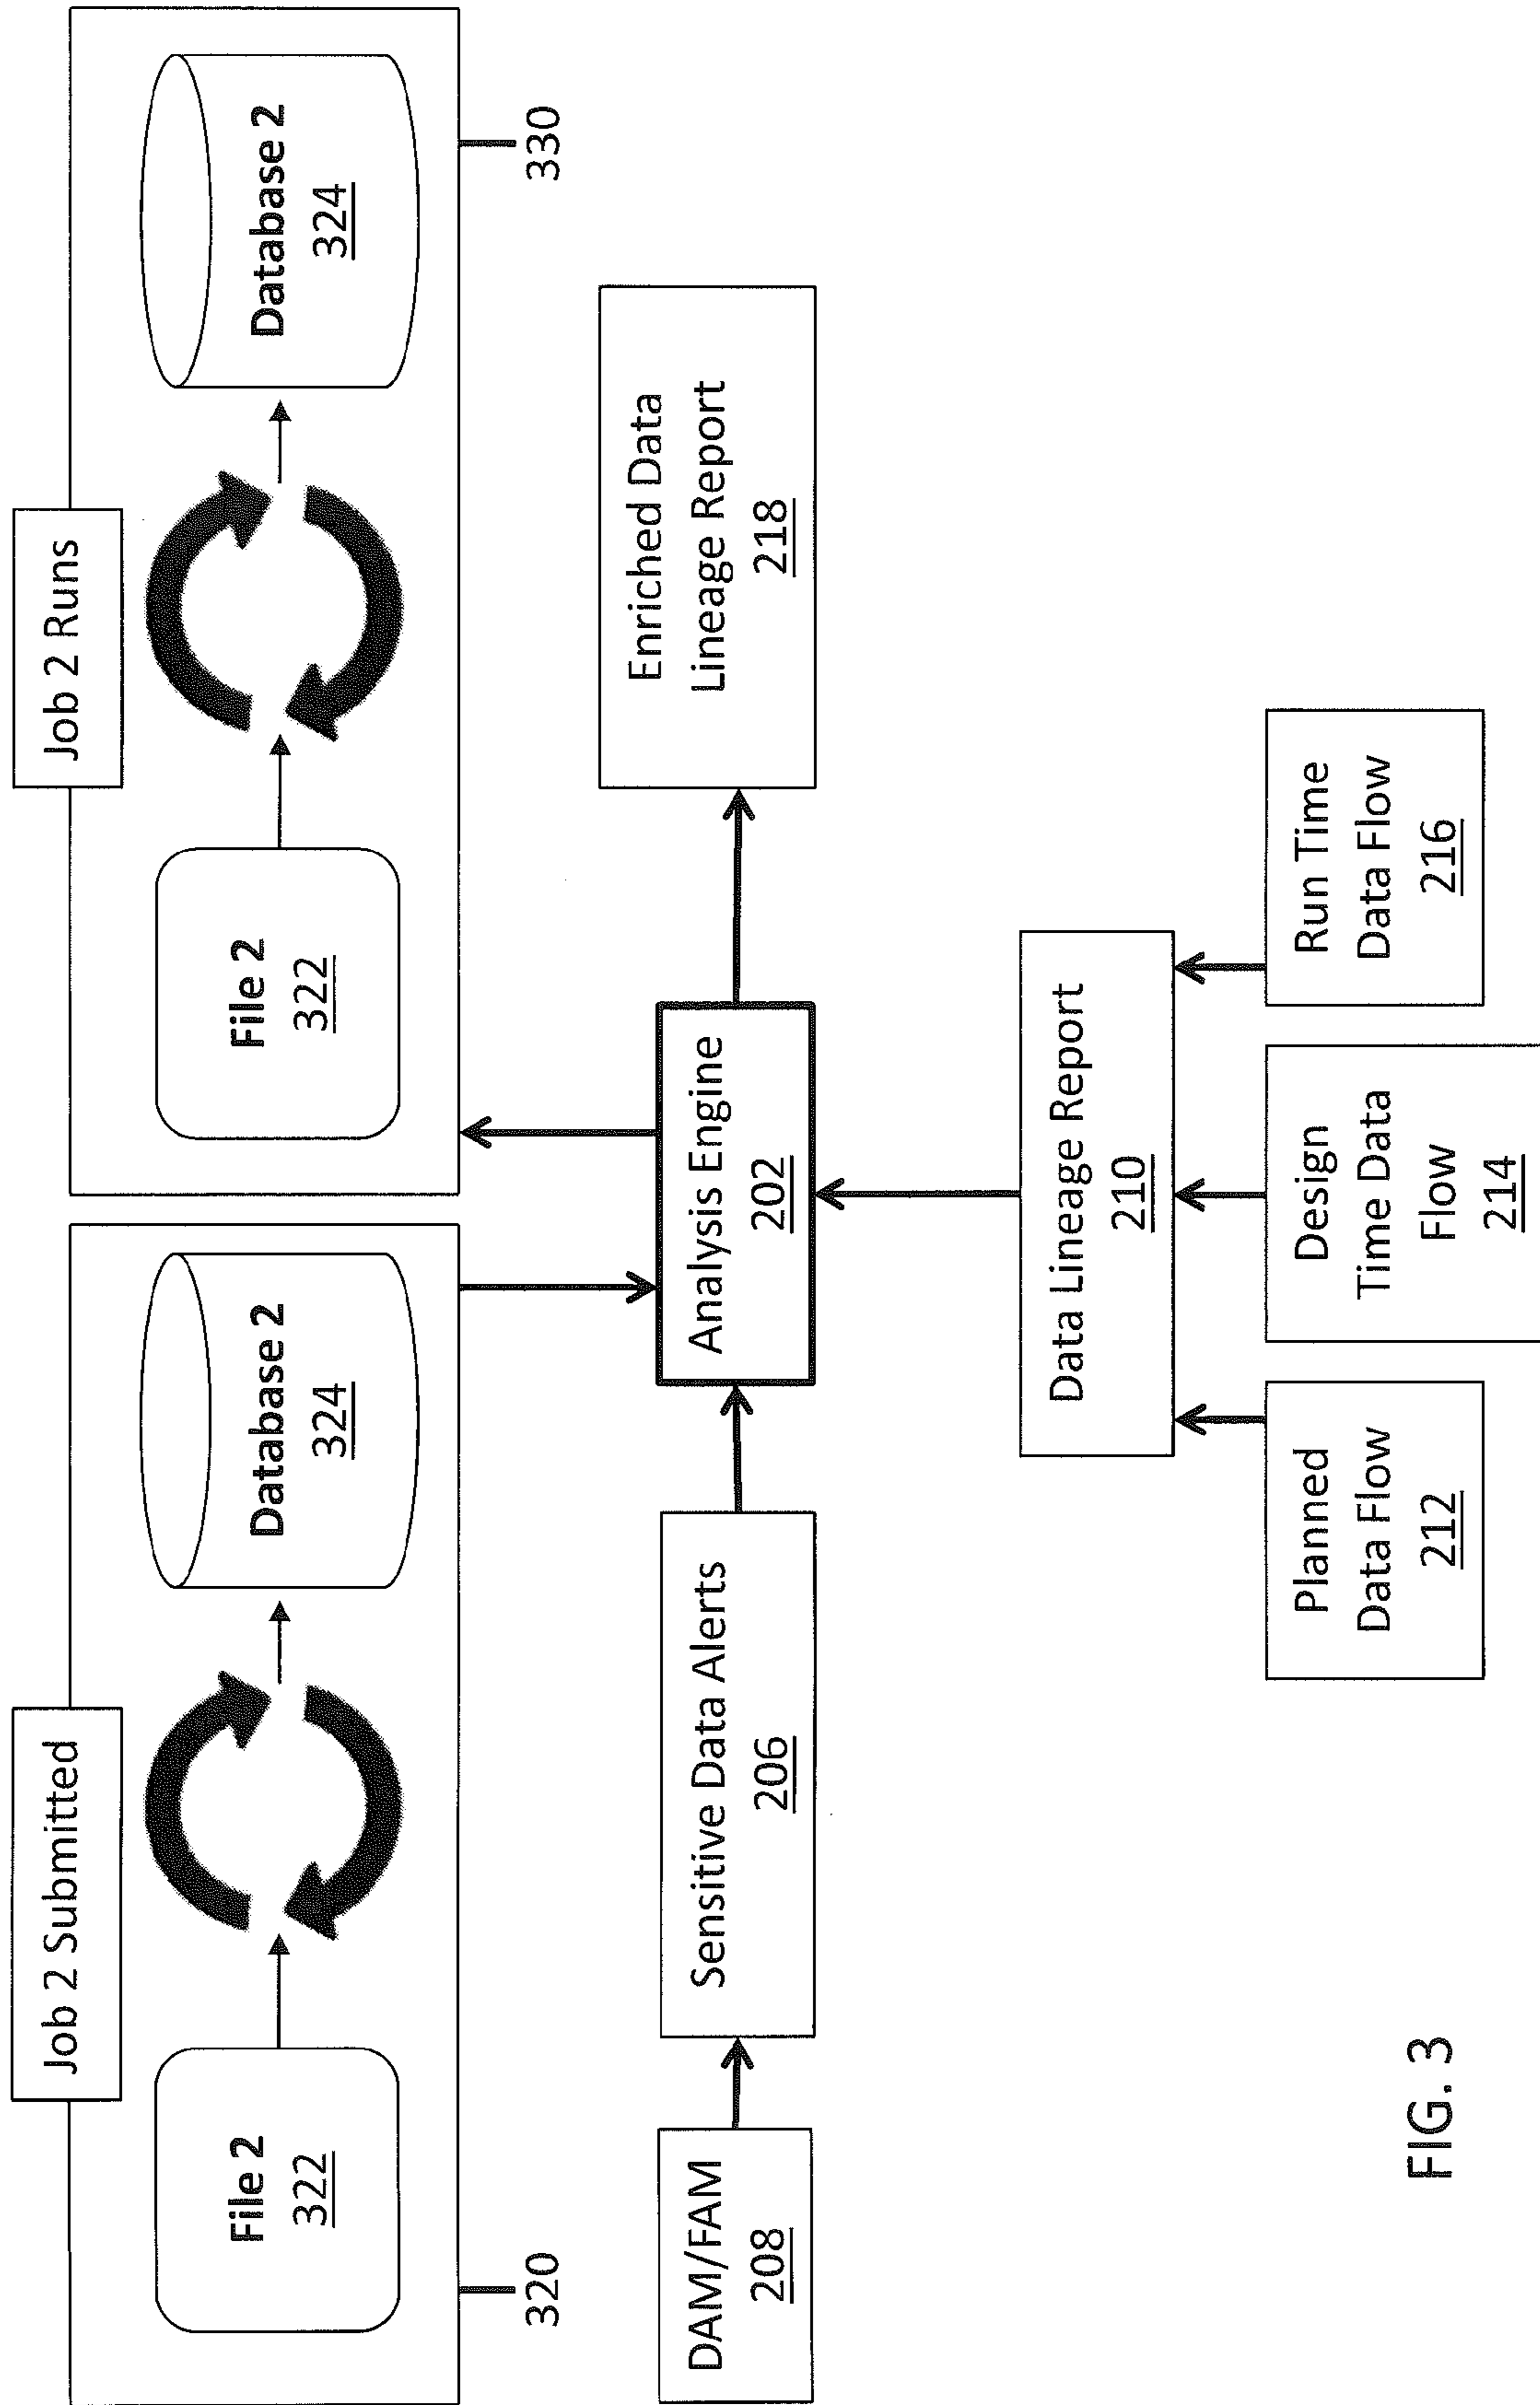 Job 2 Submitted
File 2
322
Database 2
324
320
Job 2 Runs
File 2
322
Database 2
324
330
DAM/FAM
208
Sensitive Data Alerts
206
Analysis Engine
202
Enriched Data
Lineage Report
218
Data Lineage Report
210
Planned
Data Flow
212
Design
Time Data
Flow
214
Run Time
Data Flow
216
FIG. 3